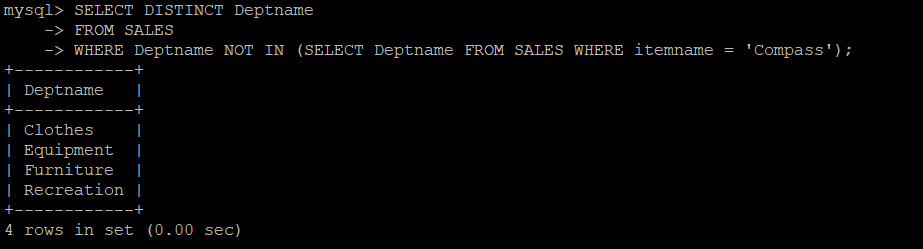 mysql> SELECT DISTINCT Deptname
    -> FROM SALES
    -> WHERE Deptname NOT IN (SELECT Deptname FROM SALES WHERE itemname = 'Compass');
+------------+
| Deptname   |
+------------+
| Clothes    |
| Equipment  |
| Furniture  |
| Recreation |
+------------+
4 rows in set (0.00 sec)